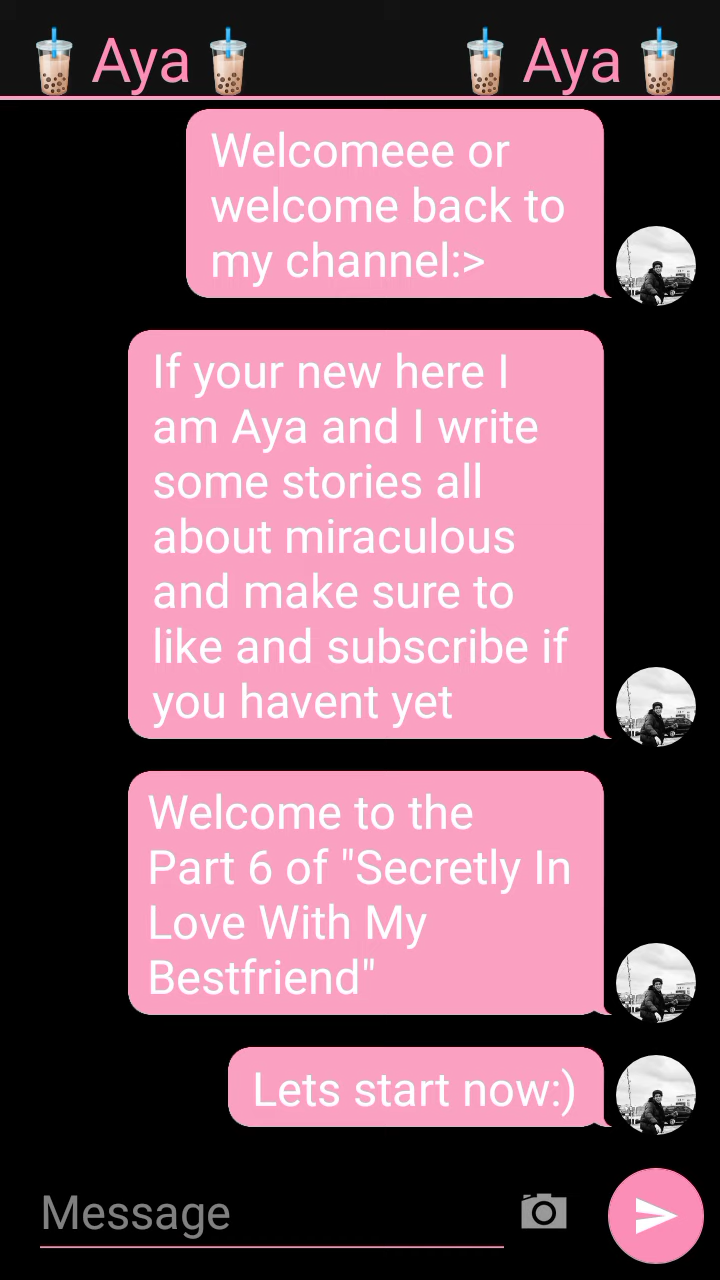 🧋 Aya 🧋 🧋 Aya 🧋
Welcomeee or
welcome back to
my channel:>
If your new here I
am Aya and I write
some stories all
about miraculous
and make sure to
like and subscribe if
you havent yet
Welcome to the
Part 6 of "Secretly In
Love With My
Bestfriend"
Lets start now:)
Message